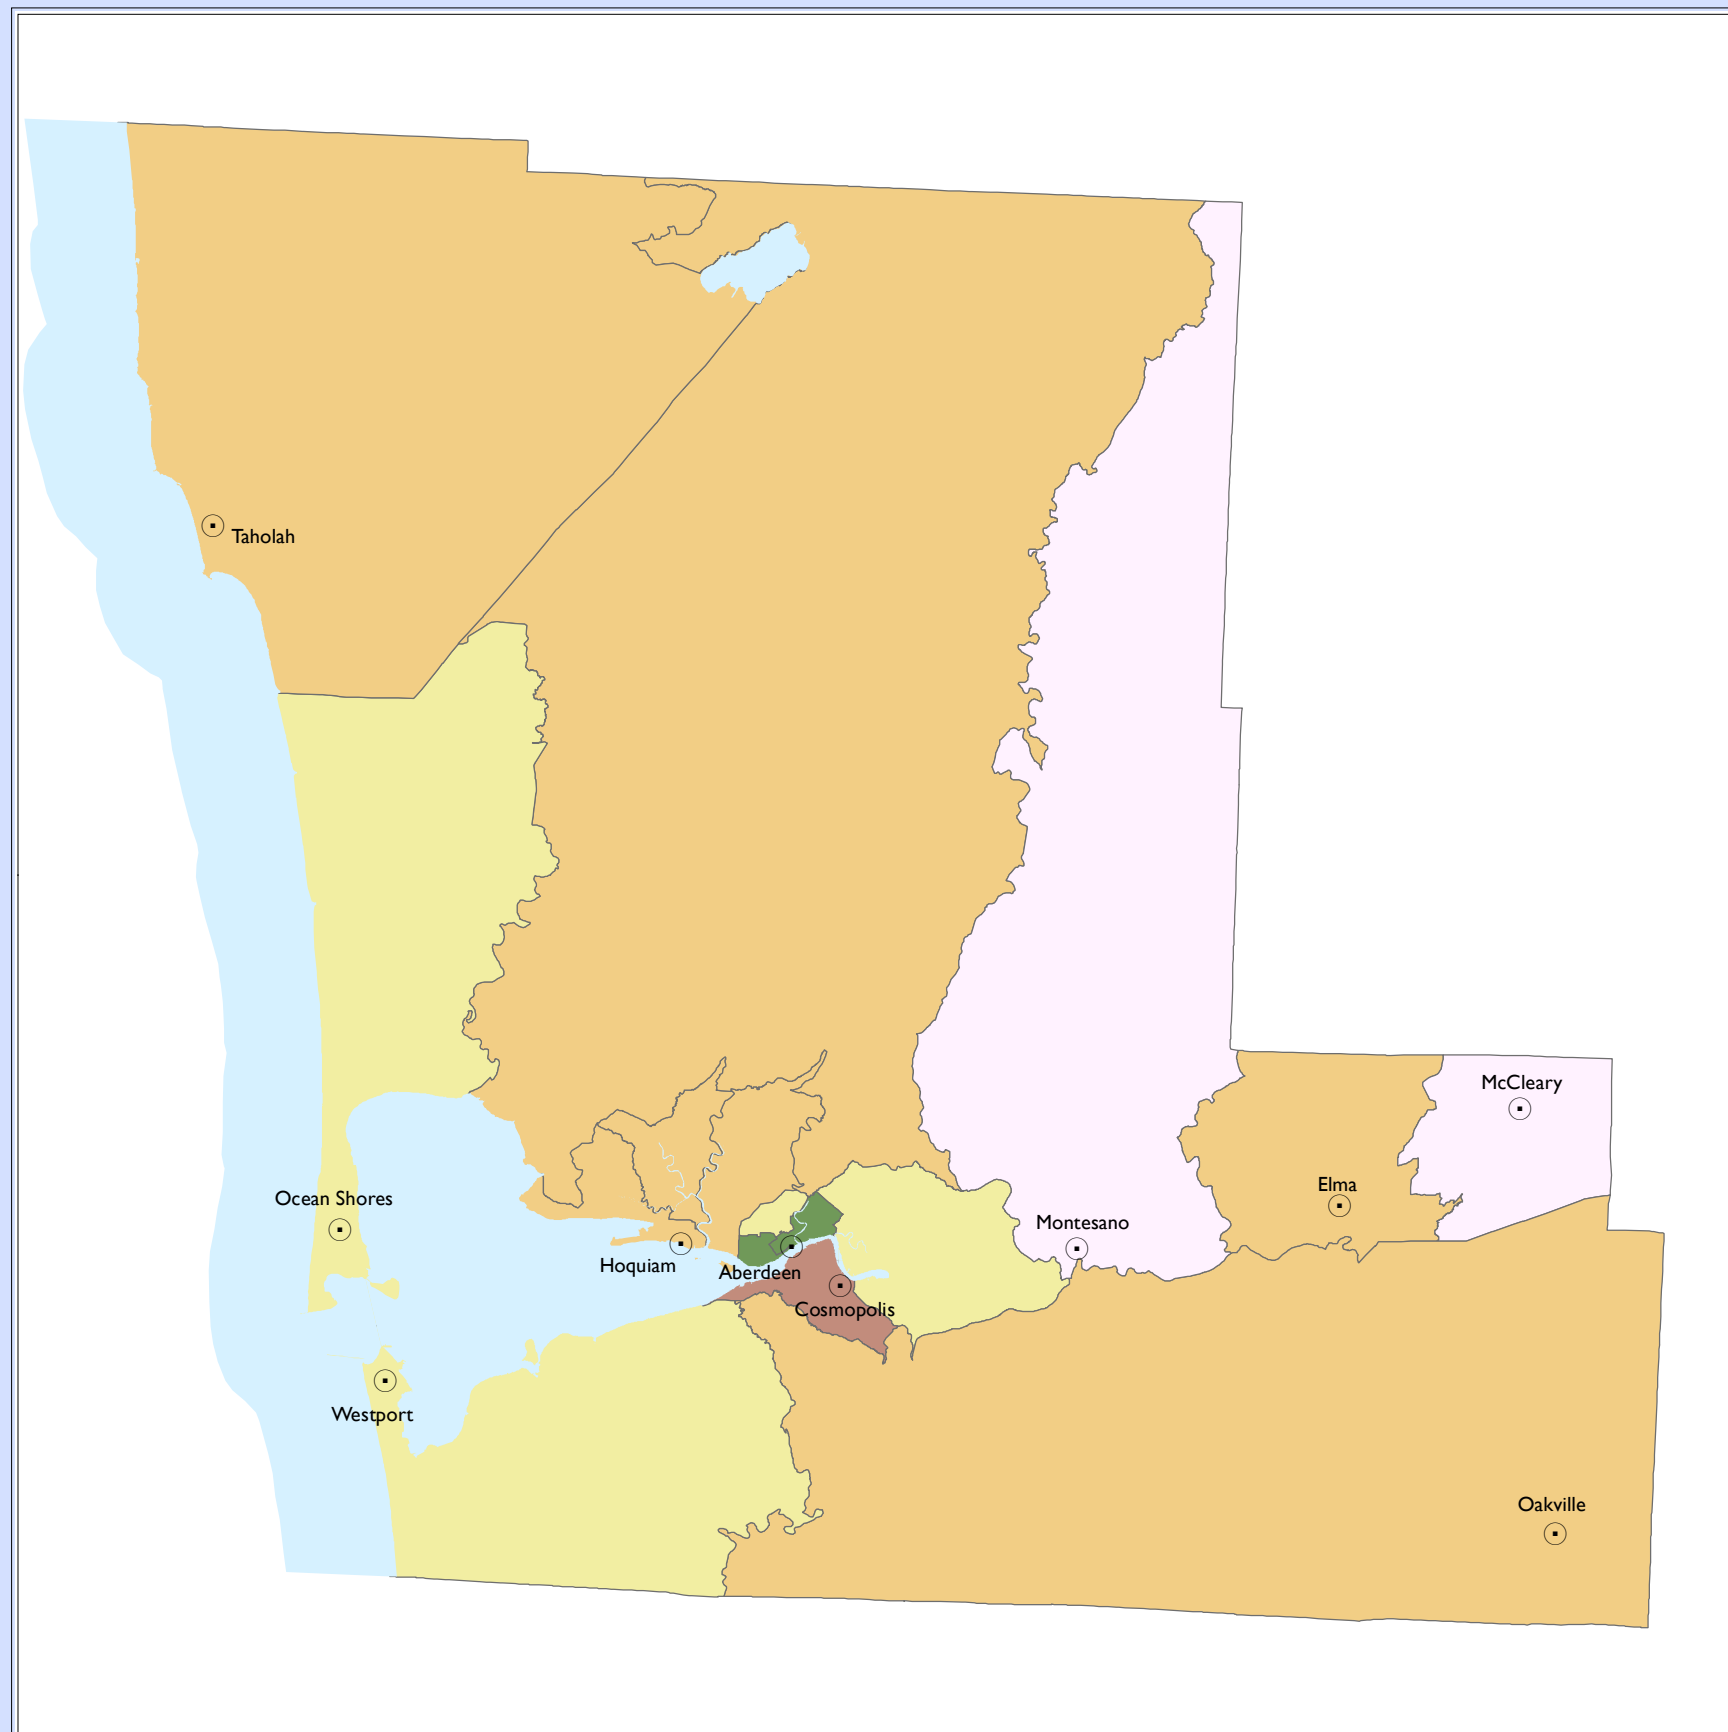 Taholah
McCleary
Elma
Ocean Shores
Montesano
Hoquiam
Aberdeen
Cosmopolis
Westport
Oakville